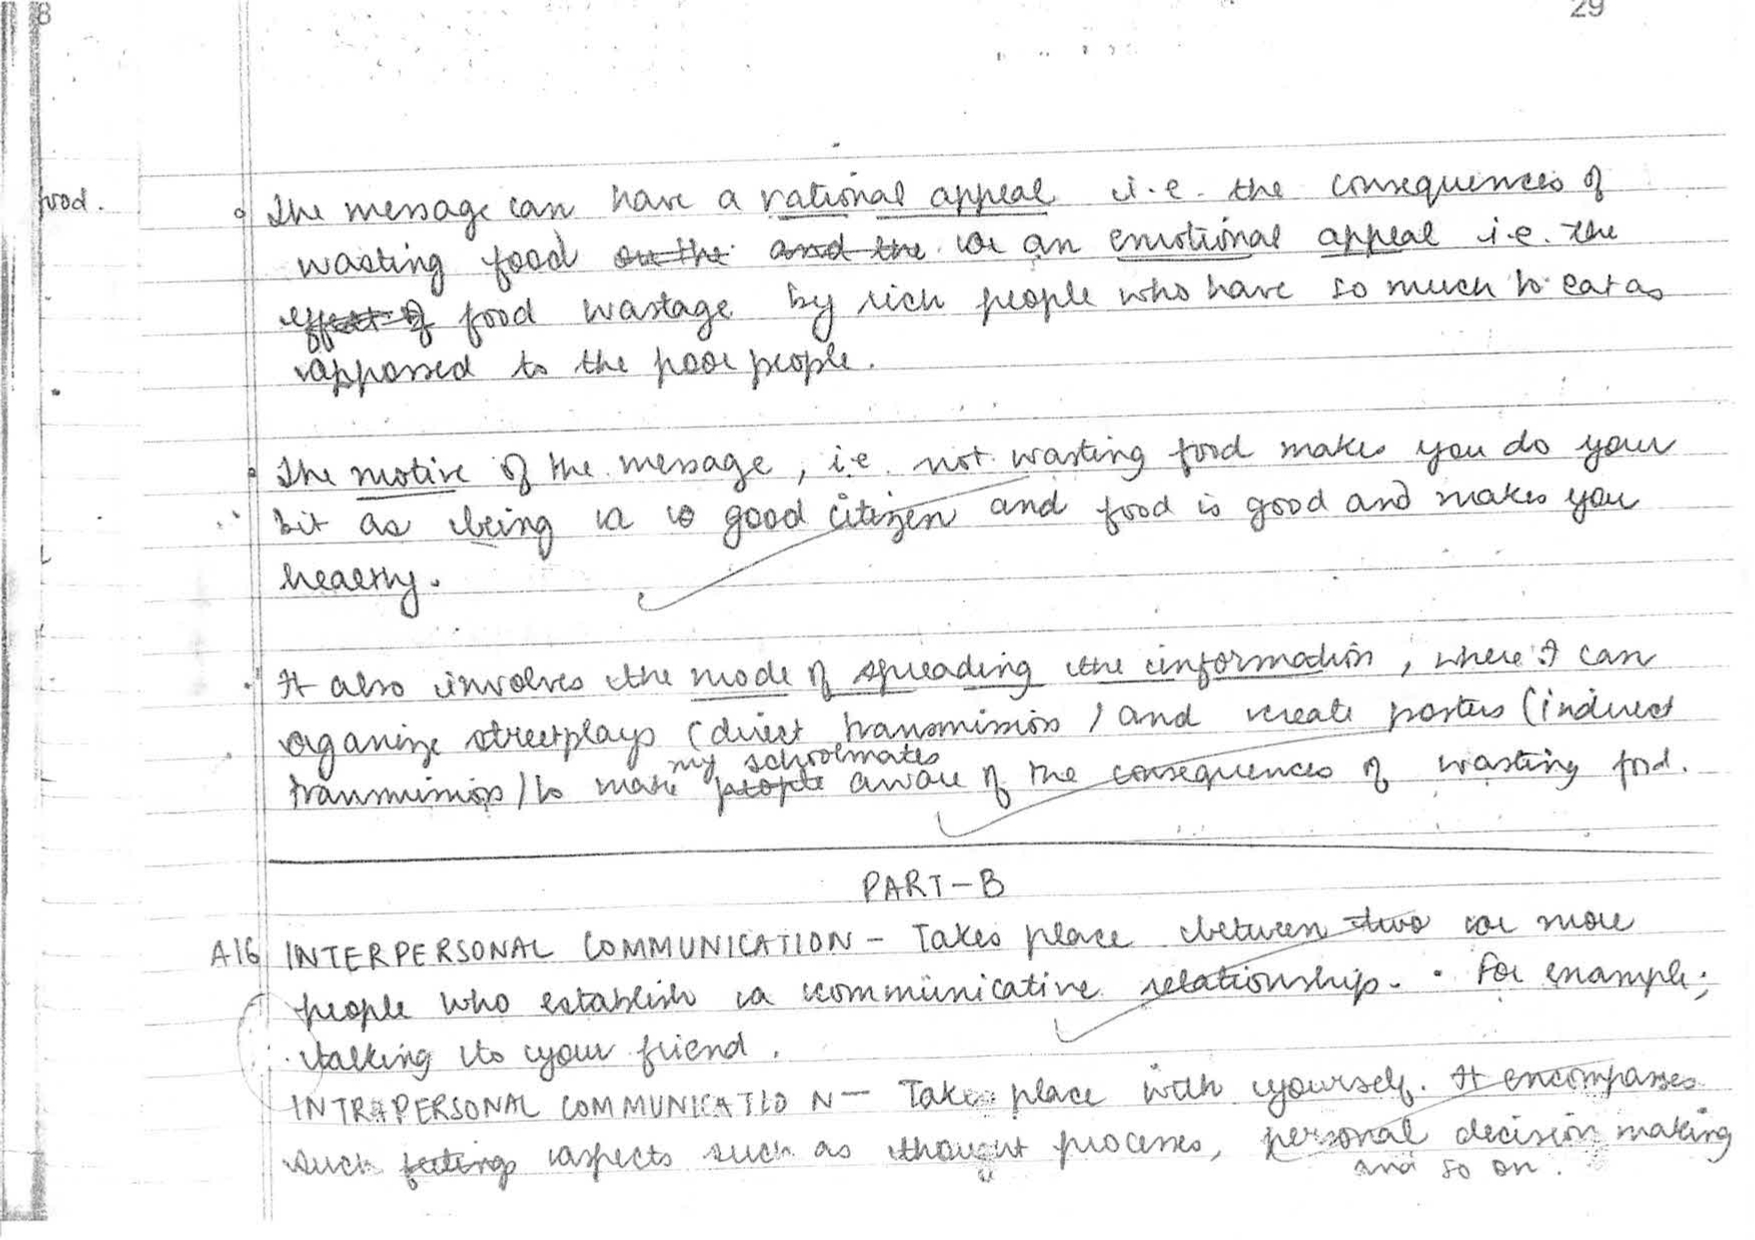 8
29
food.
The message can have a rational appeal i.e. the consequences of
wasting food on the and the or an emotional appeal i.e. the
effect of food wastage by rich people who have so much to eat as
apposed to the poor people.
The motive of the message, i.e. not wasting food makes you do your
bit as being a good citizen and food is good and makes you
healthy.
It also involves the mode of spreading the information, where I can
organize streetplays (direct transmission) and create posters (indirect
my schoolmates
transmission) to make people aware of the consequences of wasting food.
PART-B
A16 INTERPERSONAL COMMUNICATION - Takes place between two or more
people who establish a communicative relationship. For example;
talking to your friend.
INTRAPERSONAL COMMUNICATION - Takes place with yourself. It encompasses
such feelings aspects such as thought processes, personal decision making
and so on.